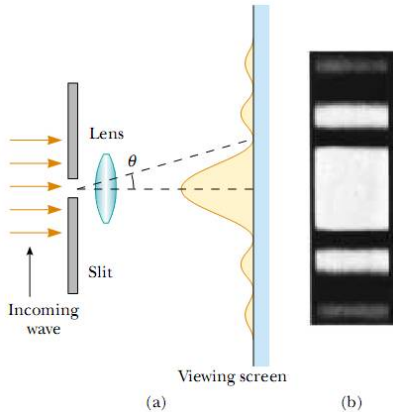 Lens
θ
Slit
Incoming
wave
Viewing screen
(a)
(b)